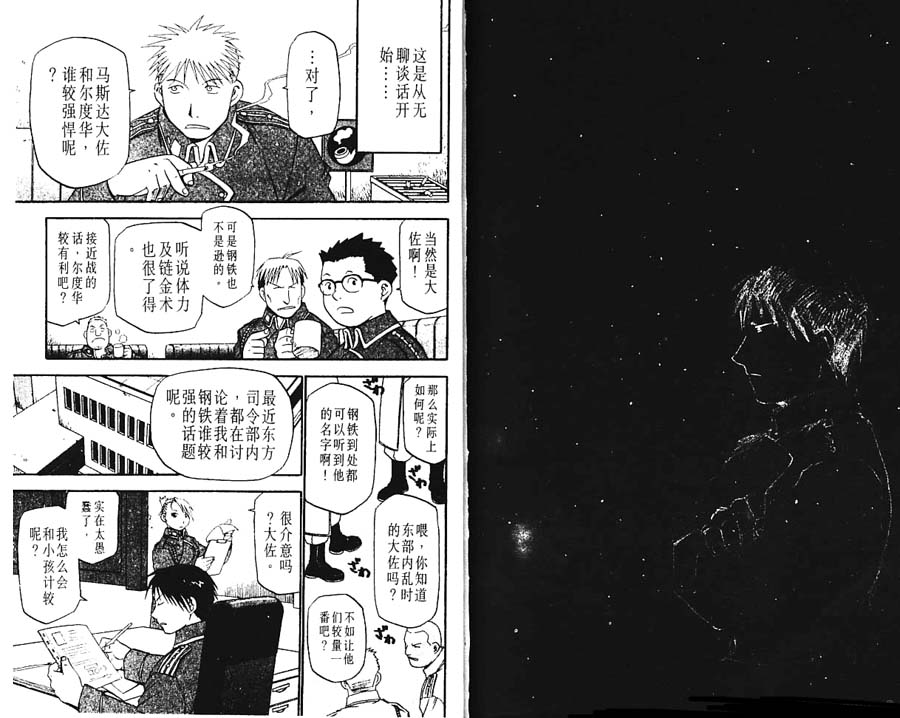 这是从无
聊谈话开
始……
…对了，
马斯达大佐
和尔度华，
谁较强悍呢
？
当然是大
佐啊！
可是钢铁也
不是逊的。
听说体力
及链金术
也很了得
。
接近战的
话，尔度华
较有利吧？
那么实际上
如何呢？
钢铁到处都
可以听到他
的名字啊！
ざわ
ざわ
喂，你知道
东部内乱时
的大佐吗？
ざわ
不如让他
们较量一
番吧？
最近东方
司令部内
，都在讨
论着我和
钢铁谁较
强的话题
呢。
很介意吗
？大佐。
实在太愚
蠢了，
我怎么会
和小孩计较
呢？